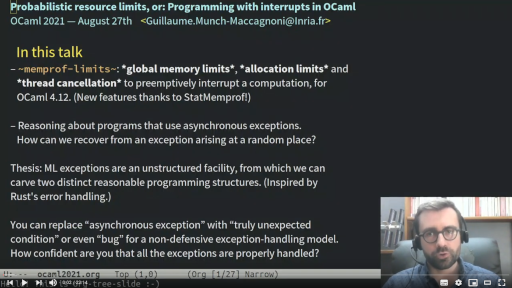 Probabilistic resource limits, or: Programming with interrupts in OCaml
OCaml 2021 — August 27th <Guillaume.Munch-Maccagnoni@Inria.fr>
In this talk
– ~memprof-limits~: *global memory limits*, *allocation limits* and
*thread cancellation* to preemptively interrupt a computation, for
OCaml 4.12. (New features thanks to StatMemprof!)
– Reasoning about programs that use asynchronous exceptions.
How can we recover from an exception arising at a random place?
Thesis: ML exceptions are an unstructured facility, from which we can
carve two distinct reasonable programming structures. (Inspired by
Rust's error handling.)
You can replace “asynchronous exception” with “truly unexpected
condition” or even “bug” for a non-defensive exception-handling model.
How confident are you that all the exceptions are properly handled?
U:-- ocaml2021.org Top (1,0) (Org [1/27] Narrow)
tree-slide :-)